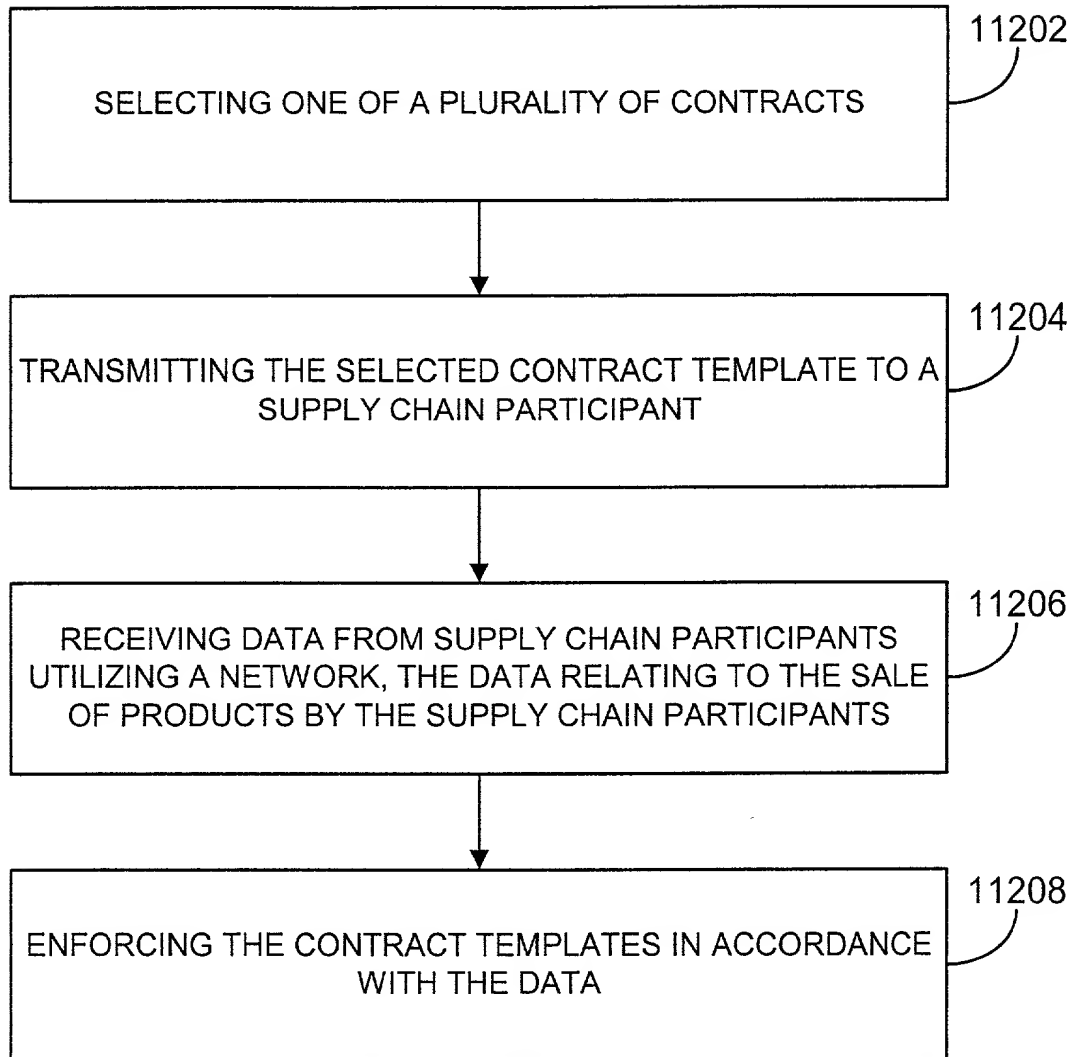 11202
SELECTING ONE OF A PLURALITY OF CONTRACTS
11204
TRANSMITTING THE SELECTED CONTRACT TEMPLATE TO A
SUPPLY CHAIN PARTICIPANT
11206
RECEIVING DATA FROM SUPPLY CHAIN PARTICIPANTS
UTILIZING A NETWORK, THE DATA RELATING TO THE SALE
OF PRODUCTS BY THE SUPPLY CHAIN PARTICIPANTS
11208
ENFORCING THE CONTRACT TEMPLATES IN ACCORDANCE
WITH THE DATA